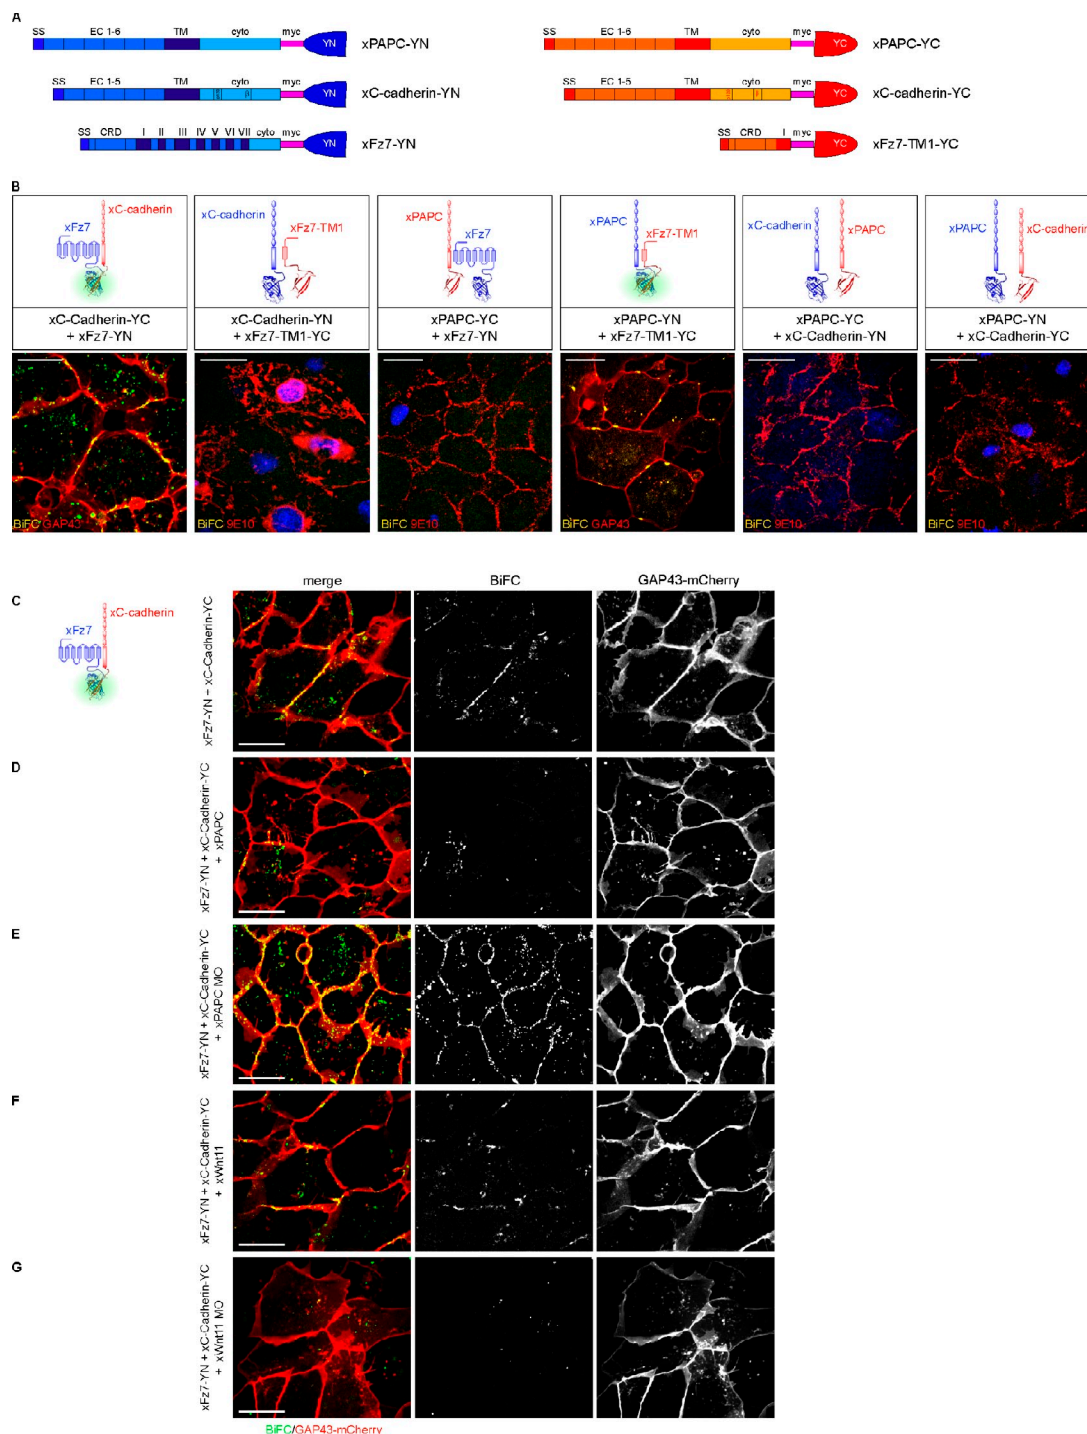 A
SS EC 1-6 TM cyto myc YN xPAPC-YN
SS EC 1-6 TM cyto myc YC xPAPC-YC
SS EC 1-5 TM cyto myc YN xC-cadherin-YN
SS EC 1-5 TM cyto myc YC xC-cadherin-YC
SS CRD I II III IV V VI VII cyto myc YN xFz7-YN
SS CRD I myc YC xFz7-TM1-YC
B
xC-cadherin
xFz7
xC-cadherin
xFz7-TM1
xPAPC
xFz7
xPAPC
xFz7-TM1
xC-cadherin
xPAPC
xPAPC
xC-cadherin
xC-Cadherin-YC
+ xFz7-YN
xC-Cadherin-YN
+ xFz7-TM1-YC
xPAPC-YC
+ xFz7-YN
xPAPC-YN
+ xFz7-TM1-YC
xPAPC-YC
+ xC-Cadherin-YN
xPAPC-YN
+ xC-Cadherin-YC
BiFC GAP43
BiFC 9E10
BiFC 9E10
BiFC GAP43
BiFC 9E10
BiFC 9E10
merge BiFC GAP43-mCherry
C
xC-cadherin
xFz7
xFz7-YN + xC-Cadherin-YC
D
xFz7-YN + xC-Cadherin-YC
+ xPAPC
E
xFz7-YN + xC-Cadherin-YC
+ xPAPC MO
F
xFz7-YN + xC-Cadherin-YC
+ xWnt11
G
xFz7-YN + xC-Cadherin-YC
+ xWnt11 MO
BiFC/GAP43-mCherry